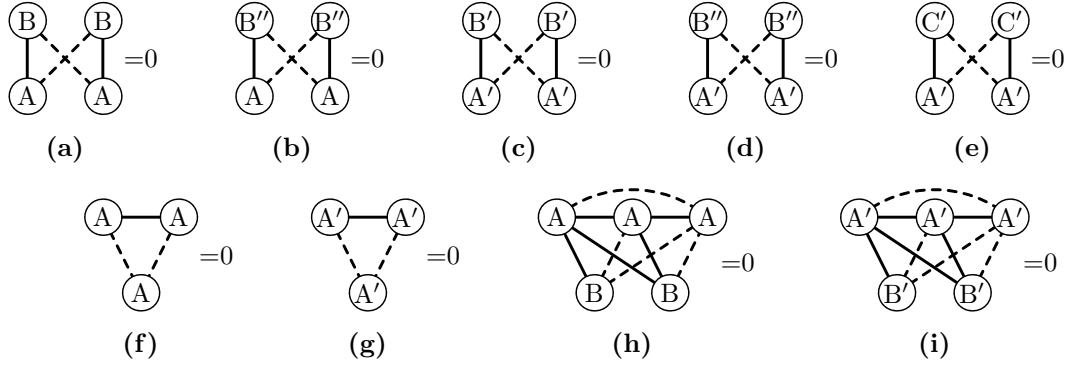 B B B″ B″ B′ B′ B″ B″ C′ C′
=0 =0 =0 =0 =0
A A A A A′ A′ A′ A′ A′ A′
(a) (b) (c) (d) (e)
A A A′ A′ A A A A′ A′ A′
=0 =0 =0 =0
A A′ B B B′ B′
(f) (g) (h) (i)